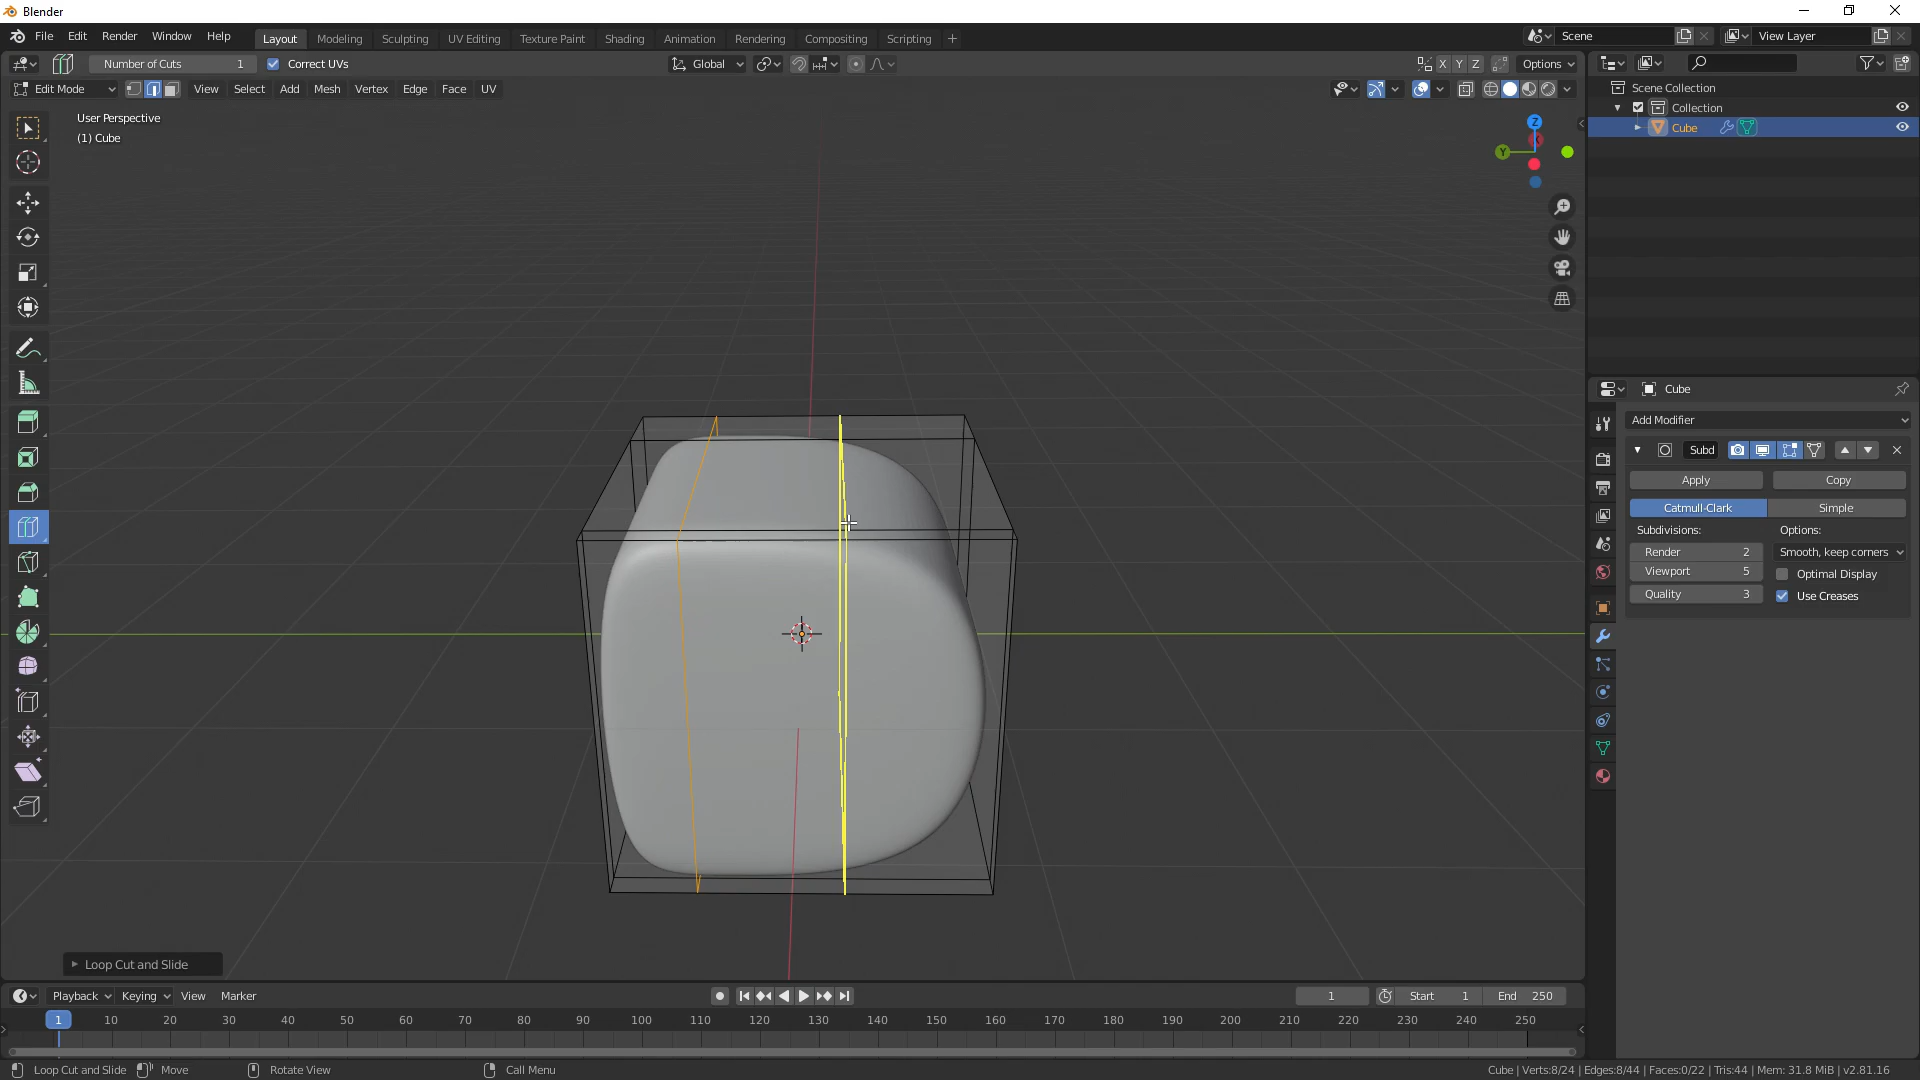 Blender
File Edit Render Window Help
Layout Modeling Sculpting UV Editing Texture Paint Shading Animation Rendering Compositing Scripting
Scene
View Layer
Number of Cuts 1
Correct UVs
Global
X Y Z
Options
Edit Mode
View Select Add Mesh Vertex Edge Face UV
User Perspective
(1) Cube
Z
Y
Scene Collection
Collection
Cube
Cube
Add Modifier
Subd
Apply
Copy
Catmull-Clark
Simple
Subdivisions:
Options:
Render 2
Smooth, keep corners
Viewport 5
Optimal Display
Quality 3
Use Creases
Loop Cut and Slide
Playback Keying View Marker
1
Start 1
End 250
1 10 20 30 40 50 60 70 80 90 100 110 120 130 140 150 160 170 180 190 200 210 220 230 240 250
Loop Cut and Slide
Move
Rotate View
Call Menu
Cube | Verts:8/24 | Edges:8/44 | Faces:0/22 | Tris:44 | Mem: 31.8 MiB | v2.81.16